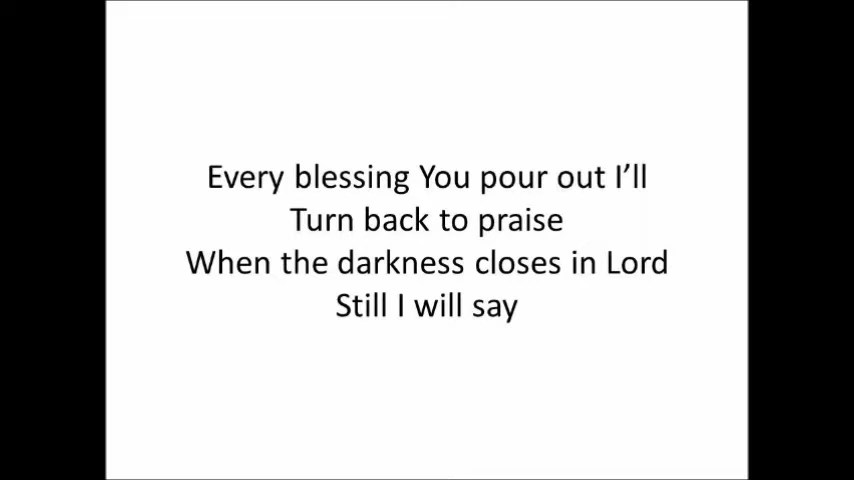 Every blessing You pour out I’ll
Turn back to praise
When the darkness closes in Lord
Still I will say